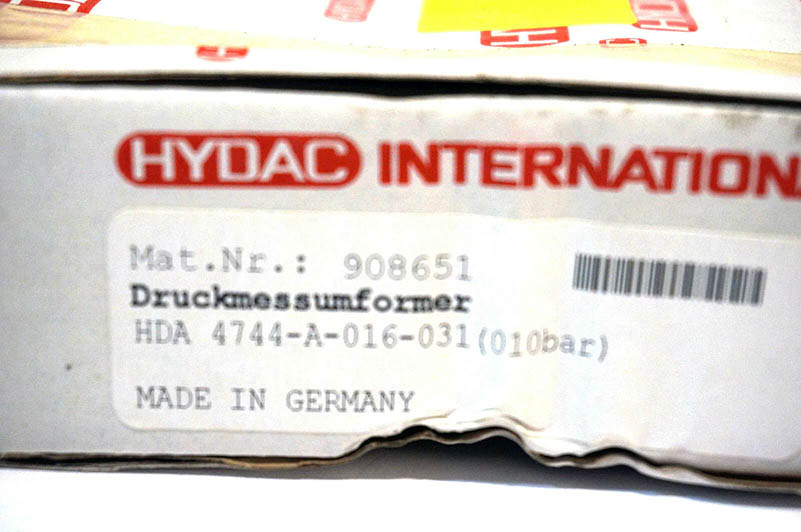 HYDAC INTERNATION
Mat.Nr.: 908651
Druckmessumformer
HDA 4744-A-016-031(010bar)
MADE IN GERMANY